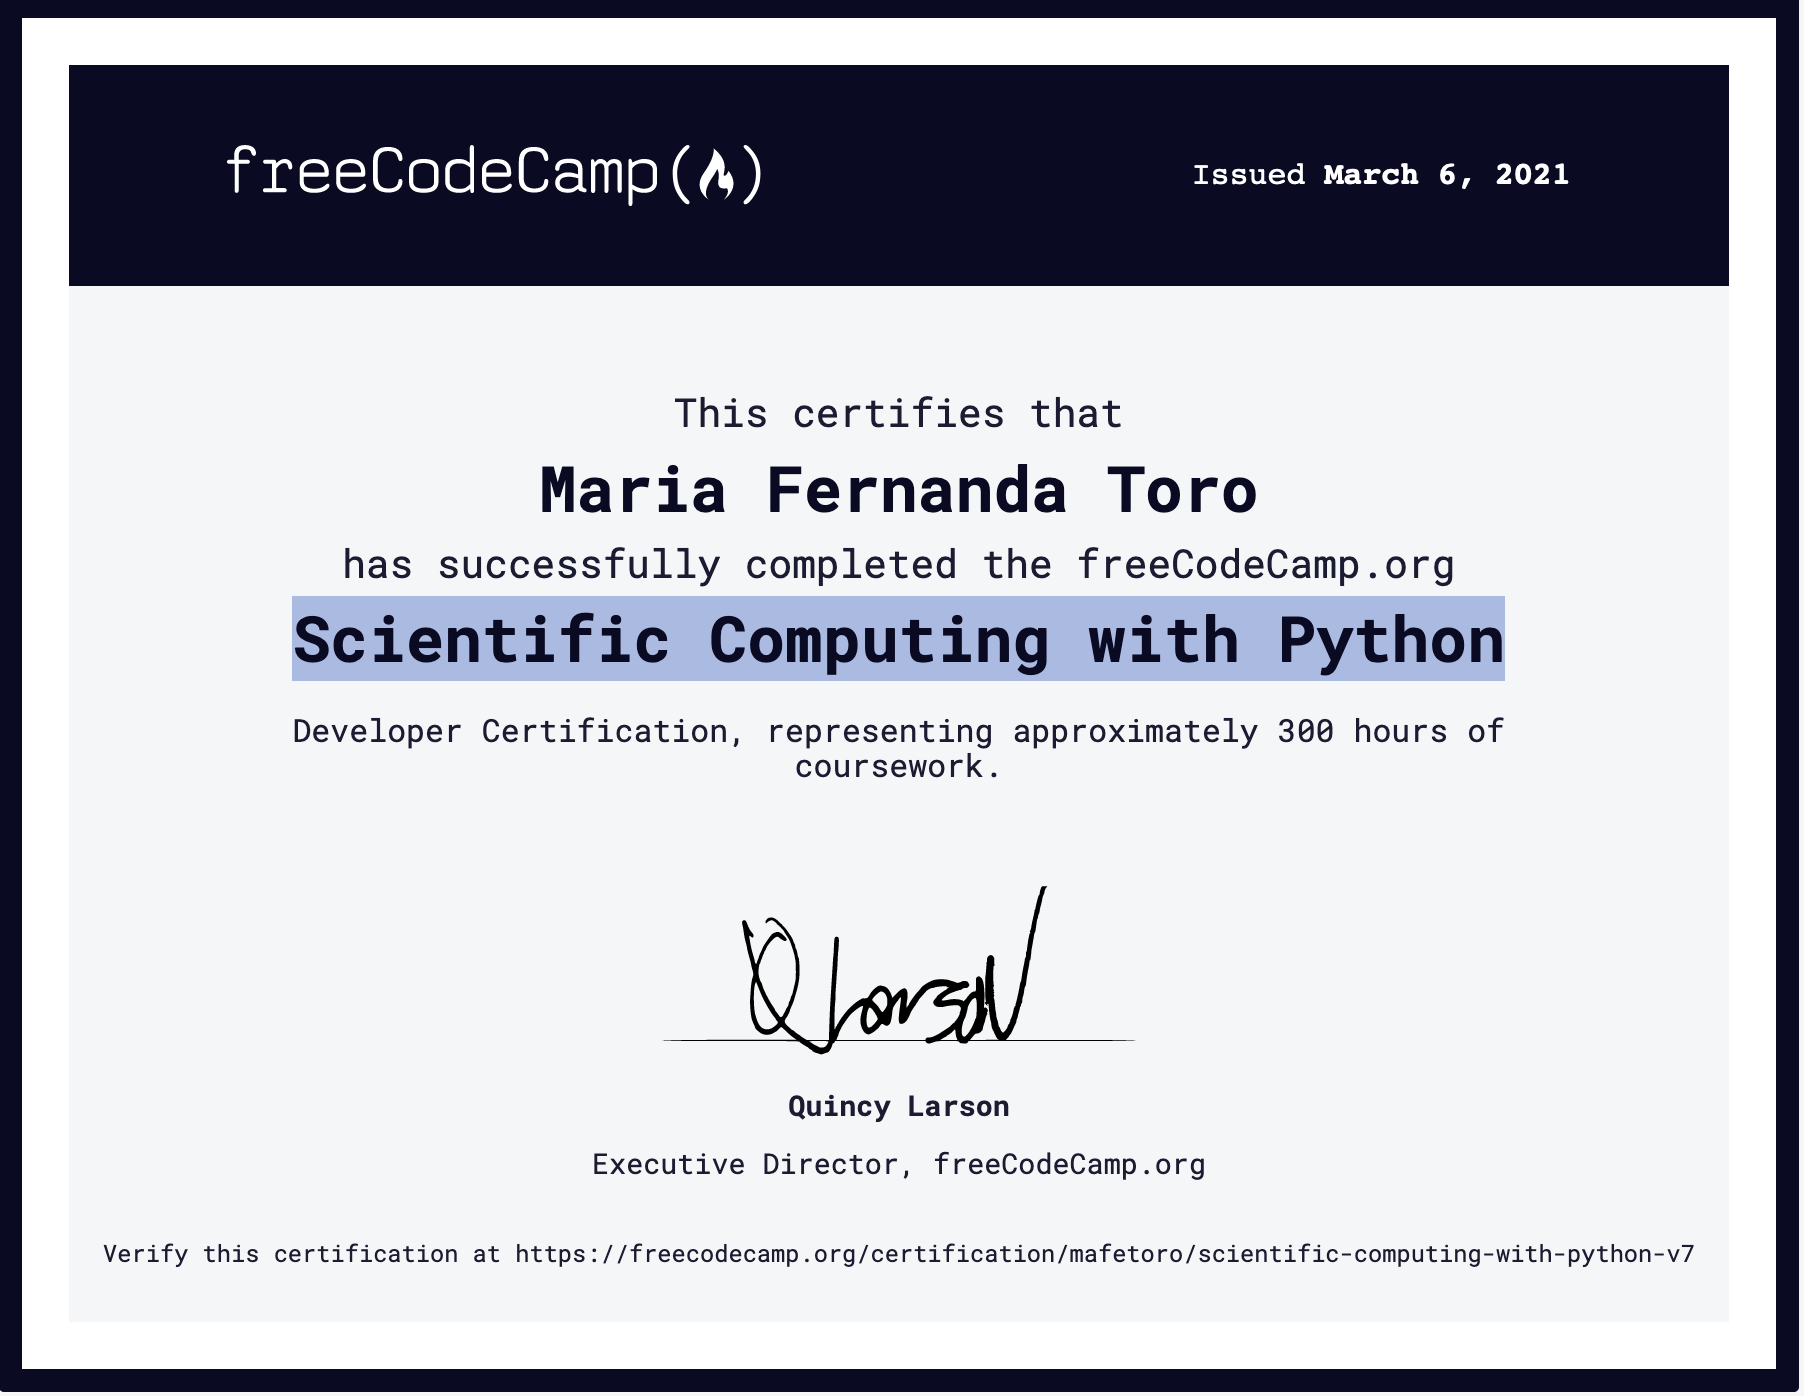 freeCodeCamp(🔥)
Issued March 6, 2021
This certifies that
Maria Fernanda Toro
has successfully completed the freeCodeCamp.org
Scientific Computing with Python
Developer Certification, representing approximately 300 hours of
coursework.
Q Larson
Quincy Larson
Executive Director, freeCodeCamp.org
Verify this certification at https://freecodecamp.org/certification/mafetoro/scientific-computing-with-python-v7